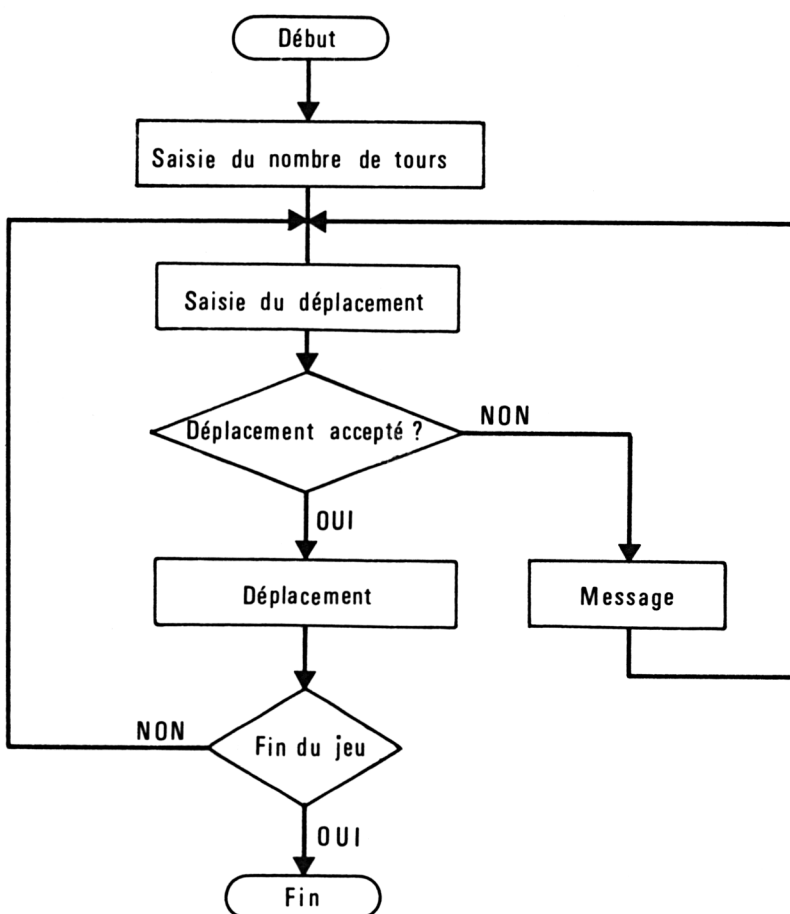 Début
Saisie du nombre de tours
Saisie du déplacement
Déplacement accepté ?
NON
OUI
Déplacement
Message
NON
Fin du jeu
OUI
Fin